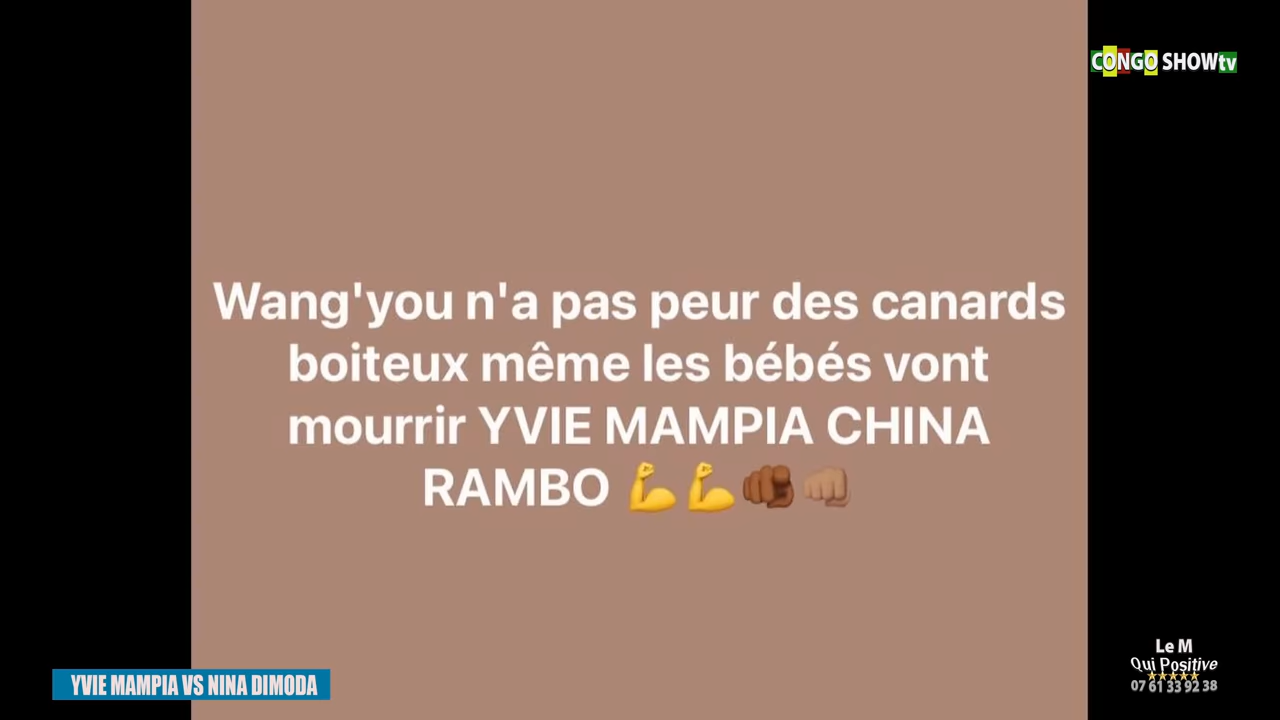 CONGO SHOWtv
Wang'you n'a pas peur des canards
boiteux même les bébés vont
mourrir YVIE MAMPIA CHINA
RAMBO 💪💪🫵🏾👊🏼
YVIE MAMPIA VS NINA DIMODA
Le M
Qui Positive
07 61 33 92 38